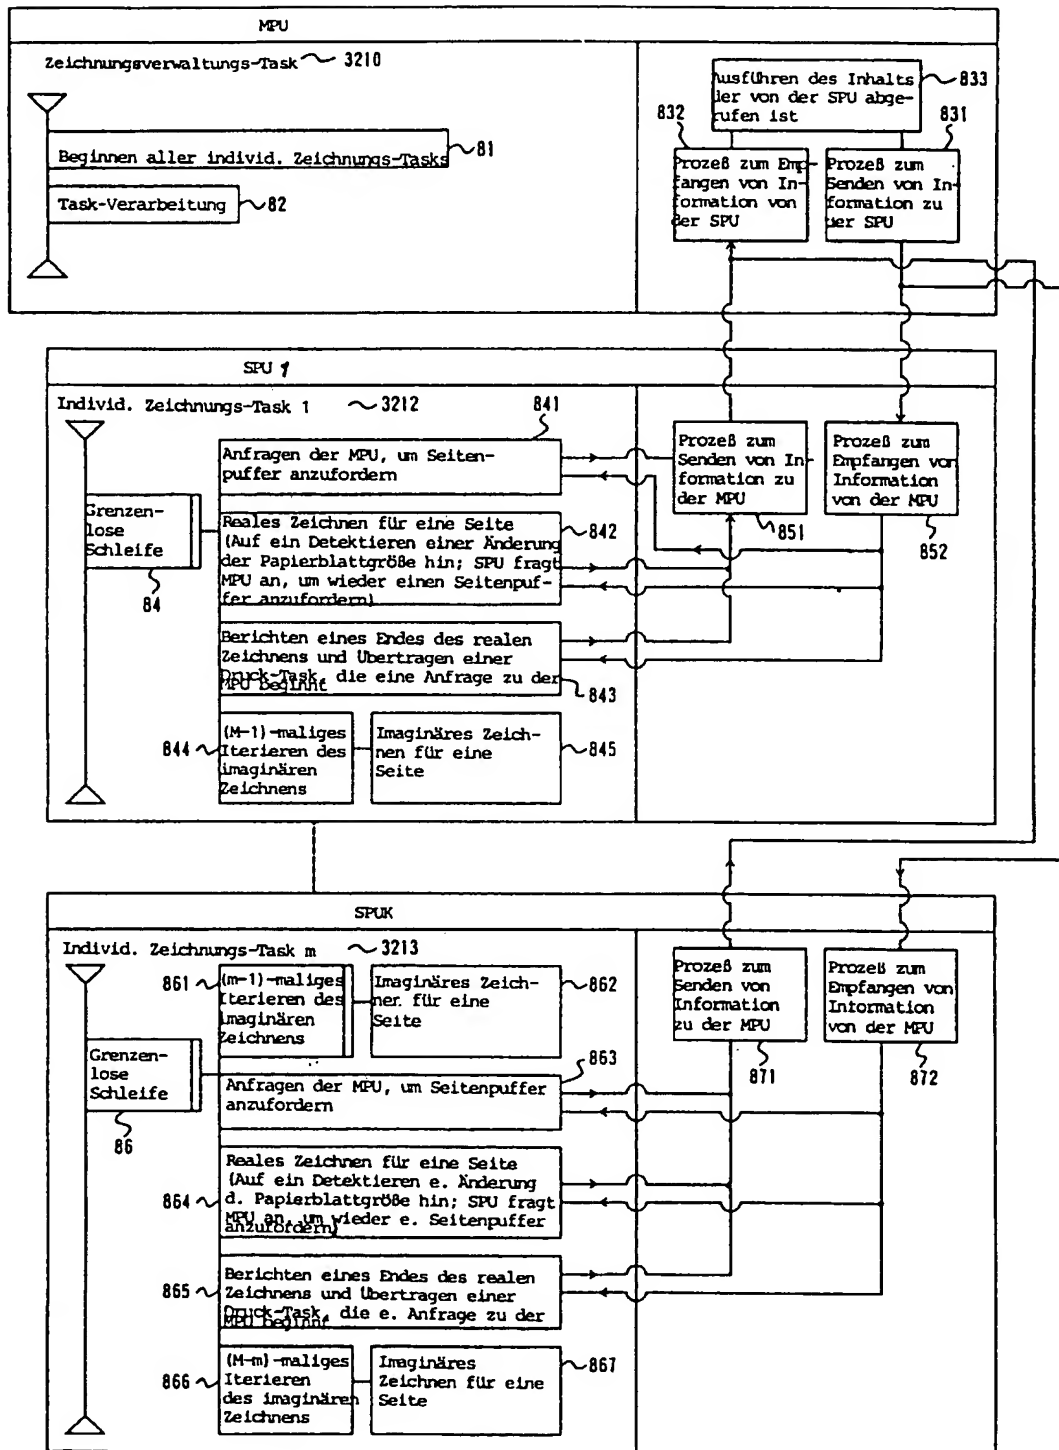 MPU
Zeichnungsverwaltungs-Task 3210
Beginnen aller individ. Zeichnungs-Tasks
81
Task-Verarbeitung
82
Ausführen des Inhalts
der von der SPU abge-
rufen ist
833
832
831
Prozeß zum Emp-
fangen von In-
formation von
der SPU
Prozeß zum
Senden von In-
formation zu
der SPU
SPU 1
Individ. Zeichnungs-Task 1 3212
841
Anfragen der MPU, um Seiten-
puffer anzufordern
Grenzen-
lose
Schleife
84
Reales Zeichnen für eine Seite
(Auf ein Detektieren einer Änderung
der Papierblattgröße hin; SPU fragt
MPU an, um wieder einen Seitenpuf-
fer anzufordern)
842
Berichten eines Endes des realen
Zeichnens und Übertragen einer
Druck-Task, die eine Anfrage zu der
MPU beginnt
843
844
(M-1)-maliges
Iterieren des
imaginären
Zeichnens
Imaginäres Zeich-
nen für eine
Seite
845
Prozeß zum
Senden von In-
formation zu
der MPU
851
Prozeß zum
Empfangen von
Information
von der MPU
852
SPUK
Individ. Zeichnungs-Task m 3213
861
(m-1)-maliges
Iterieren des
imaginären
Zeichnens
Imaginäres Zeich-
nen für eine
Seite
862
Grenzen-
lose
Schleife
86
863
Anfragen der MPU, um Seitenpuffer
anzufordern
864
Reales Zeichnen für eine Seite
(Auf ein Detektieren e. Änderung
d. Papierblattgröße hin; SPU fragt
MPU an, um wieder e. Seitenpuffer
anzufordern)
865
Berichten eines Endes des realen
Zeichnens und Übertragen einer
Druck-Task, die e. Anfrage zu der
MPU beginnt
866
(M-m)-maliges
Iterieren
des imaginären
Zeichnens
Imaginäres
Zeichnen für eine
Seite
867
Prozeß zum
Senden von
Information
zu der MPU
871
Prozeß zum
Empfangen von
Information
von der MPU
872